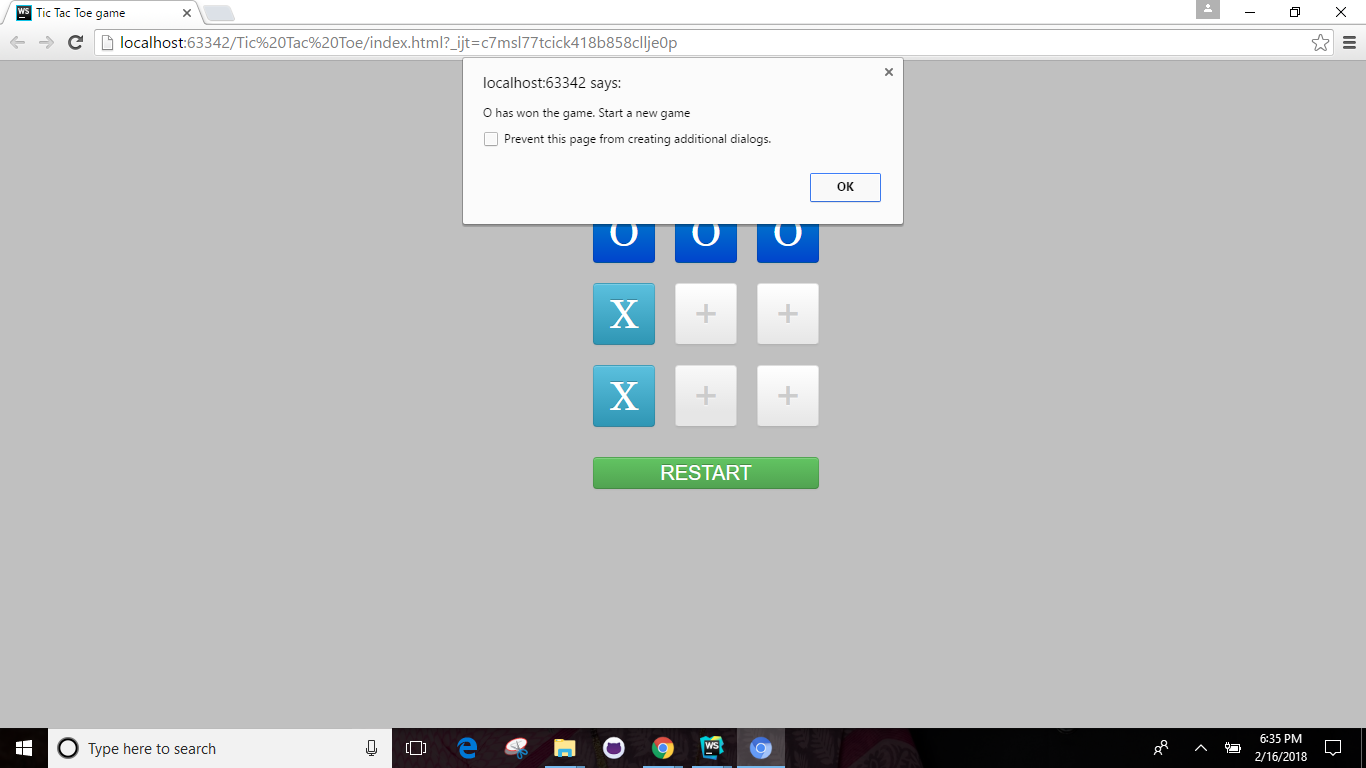 WS Tic Tac Toe game
localhost:63342/Tic%20Tac%20Toe/index.html?_ijt=c7msl77tcick418b858cllje0p
localhost:63342 says:
O has won the game. Start a new game
Prevent this page from creating additional dialogs.
OK
O O O
X + +
X + +
RESTART
Type here to search
WS
6:35 PM
2/16/2018